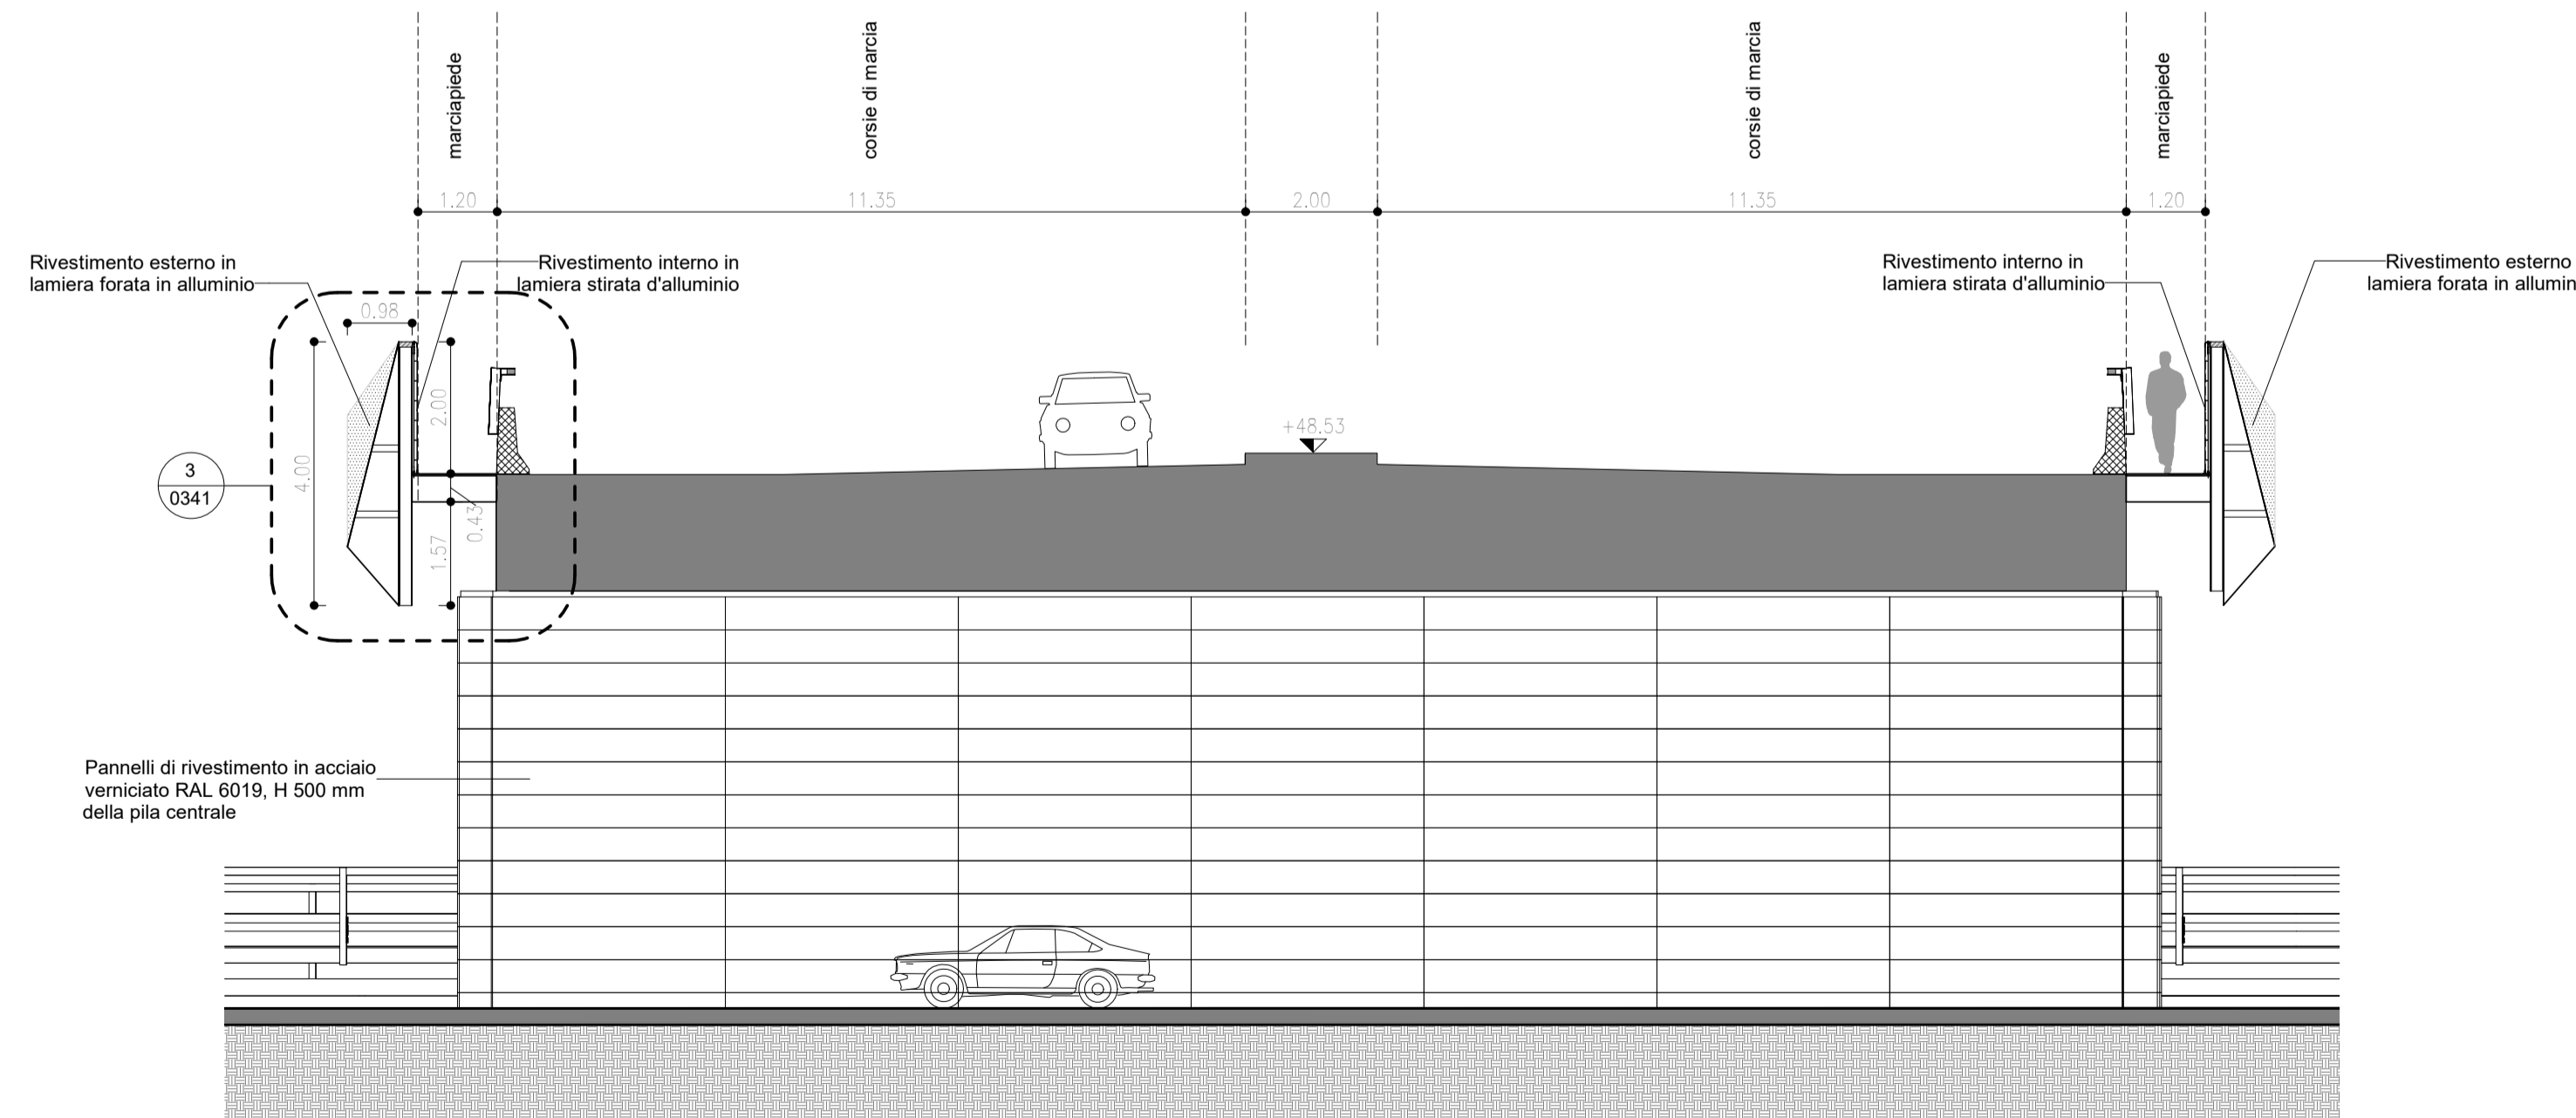 marciapiede
corsie di marcia
corsie di marcia
marciapiede
1.20
11.35
2.00
11.35
1.20
Rivestimento esterno in
lamiera forata in alluminio
Rivestimento interno in
lamiera stirata d'alluminio
Rivestimento interno in
lamiera stirata d'alluminio
Rivestimento esterno
lamiera forata in allumin
0.98
2.00
4.00
+48.53
3
0341
0.43
1.57
Pannelli di rivestimento in acciaio
verniciato RAL 6019, H 500 mm
della pila centrale